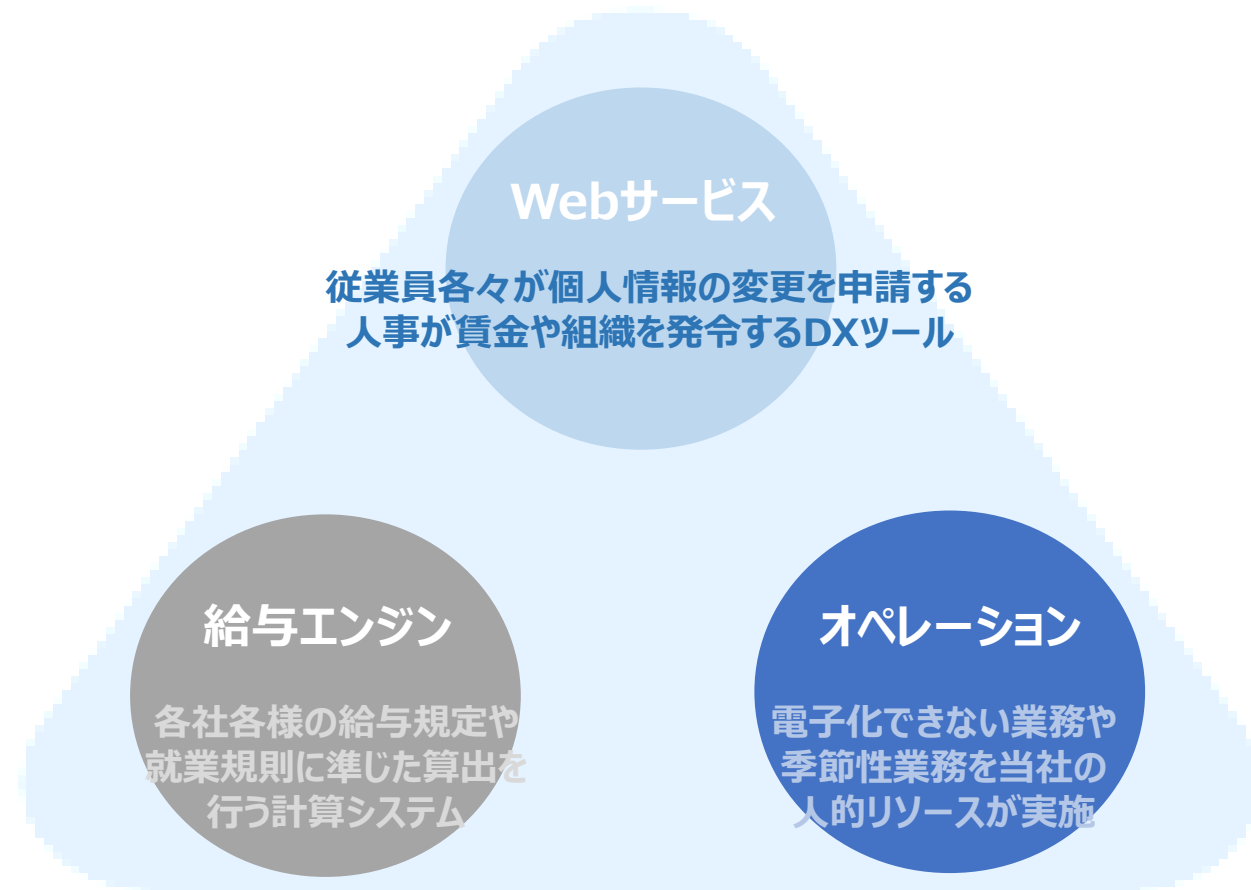 Webサービス
従業員各々が個人情報の変更を申請する
人事が賃金や組織を発令するDXツール
給与エンジン
各社各様の給与規定や
就業規則に準じた算出を
行う計算システム
オペレーション
電子化できない業務や
季節性業務を当社の
人的リソースが実施